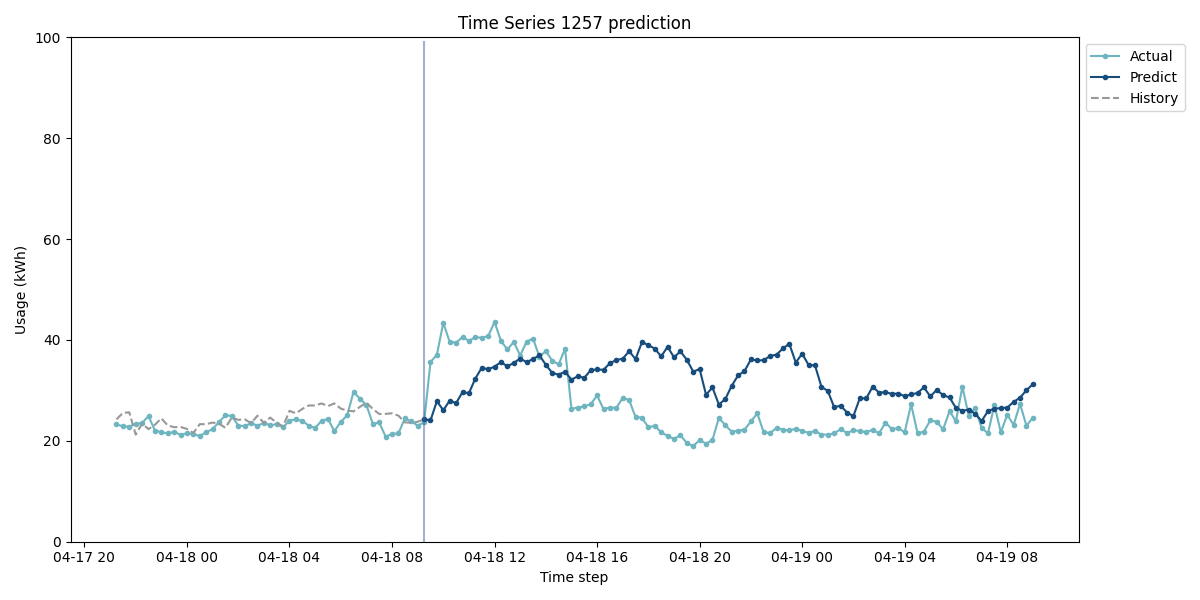 Time Series 1257 prediction
100
80
60
40
20
0
Usage (kWh)
04-17 20 04-18 00 04-18 04 04-18 08 04-18 12 04-18 16 04-18 20 04-19 00 04-19 04 04-19 08
Time step
Actual
Predict
History